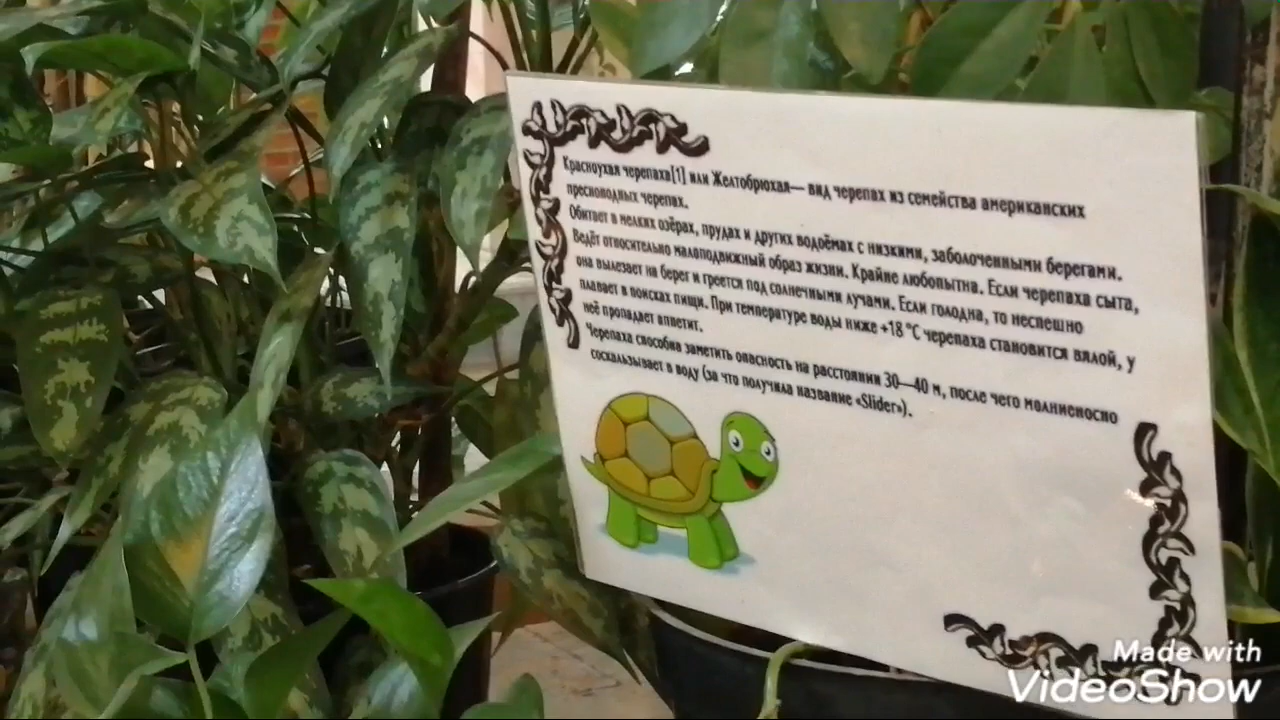 Красноухая черепаха[1] или Желтобрюхая— вид черепах из семейства американских
пресноводных черепах.
Обитает в мелких озёрах, прудах и других водоёмах с низкими, заболоченными берегами.
Ведёт относительно малоподвижный образ жизни. Крайне любопытна. Если черепаха сыта,
она вылезает на берег и греется под солнечными лучами. Если голодна, то неспешно
плавает в поисках пищи. При температуре воды ниже +18 °С черепаха становится вялой, у
неё пропадает аппетит.
Черепаха способна заметить опасность на расстоянии 30—40 м, после чего молниеносно
соскальзывает в воду (за что получила название «Slider»).
Made with
VideoShow